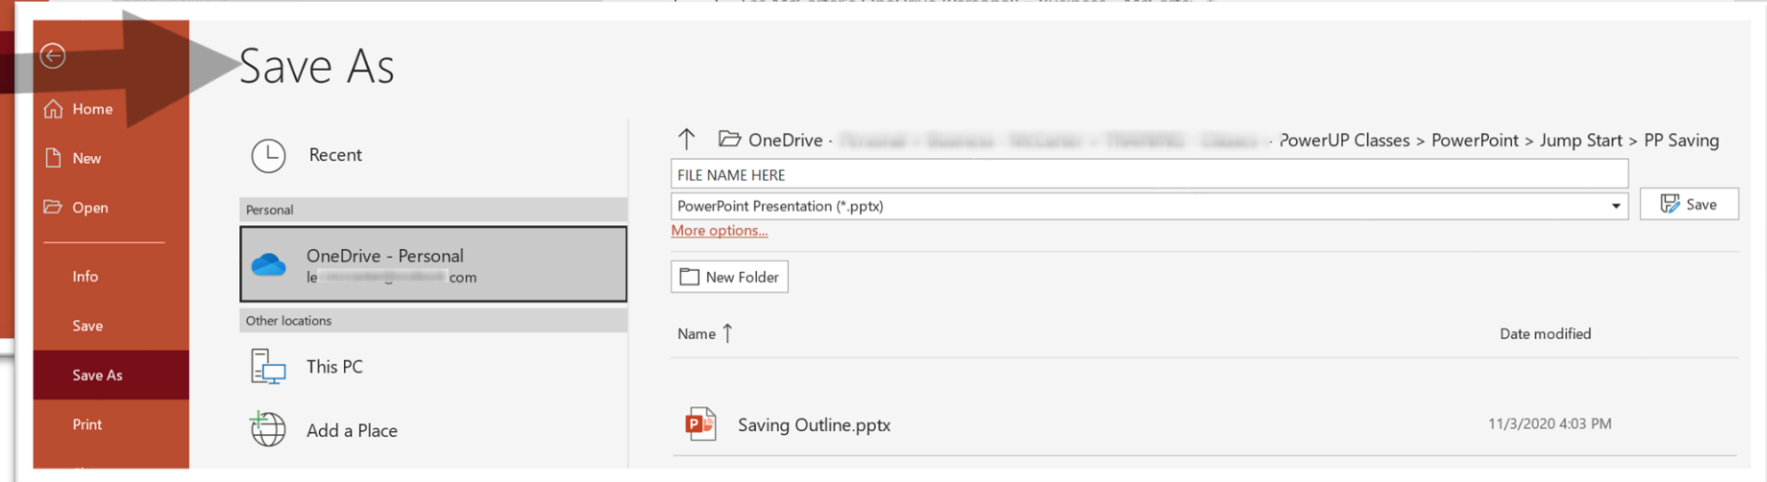 Save As
Home
New
Open
Info
Save
Save As
Print
Recent
Personal
OneDrive - Personal
le com
Other locations
This PC
Add a Place
OneDrive - PowerUP Classes > PowerPoint > Jump Start > PP Saving
FILE NAME HERE
PowerPoint Presentation (*.pptx)
Save
More options...
New Folder
Name ↑ Date modified
Saving Outline.pptx 11/3/2020 4:03 PM